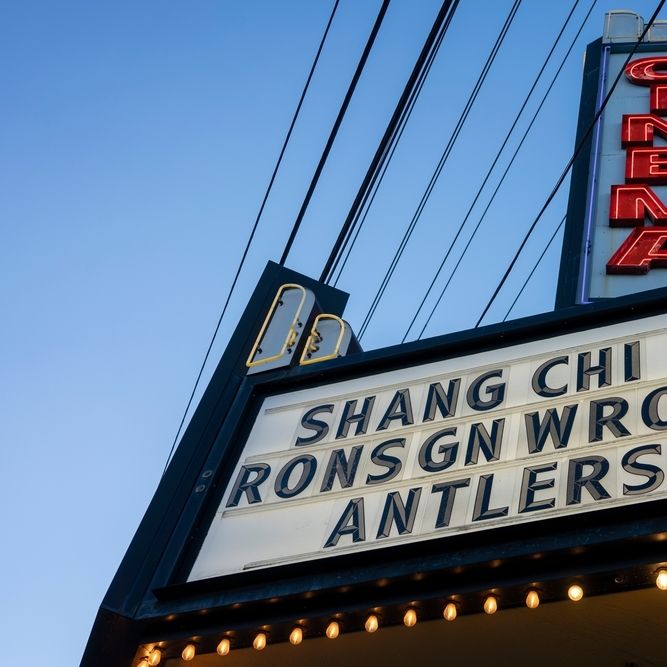 CINEMA
SHANG CHI
RONSGN WRO
ANTLERS